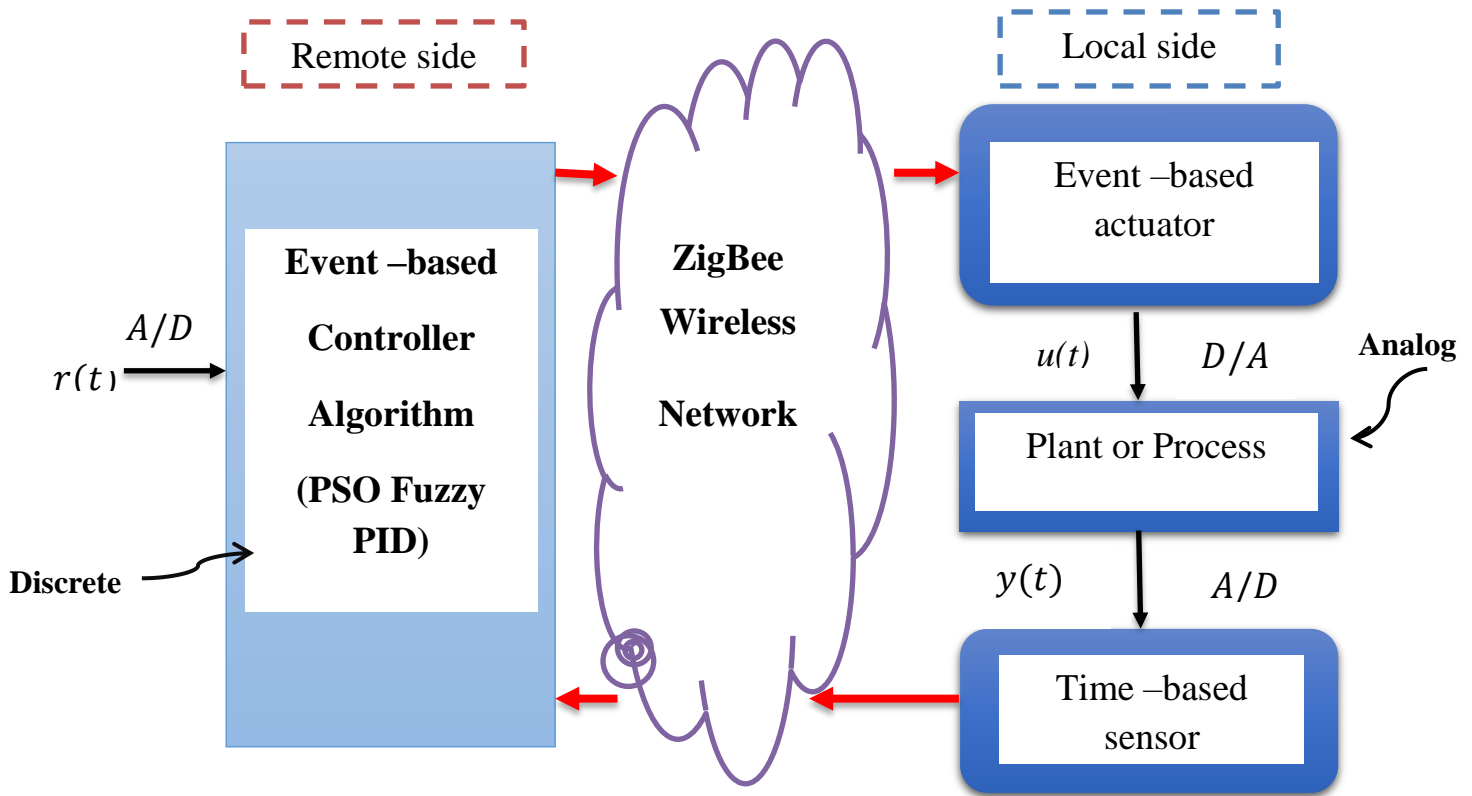 Remote side
Local side
Event –based
Controller
Algorithm
(PSO Fuzzy
PID)
A/D
r(t)
Discrete
ZigBee
Wireless
Network
Event –based
actuator
u(t)
D/A
Analog
Plant or Process
y(t)
A/D
Time –based
sensor